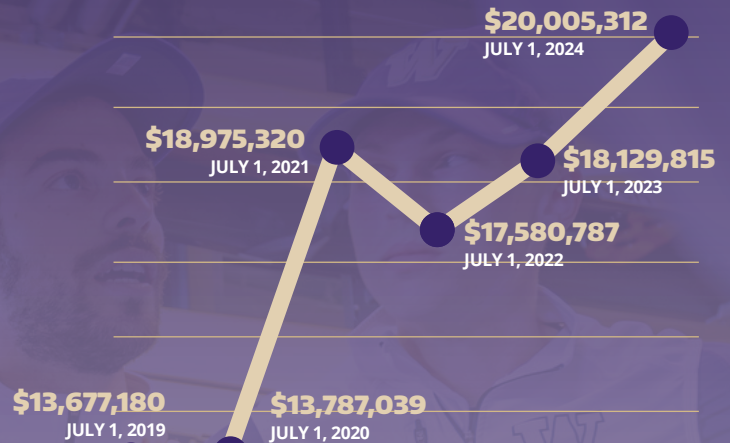 $20,005,312
JULY 1, 2024
$18,975,320
JULY 1, 2021
$18,129,815
JULY 1, 2023
$17,580,787
JULY 1, 2022
$13,677,180
JULY 1, 2019
$13,787,039
JULY 1, 2020
W